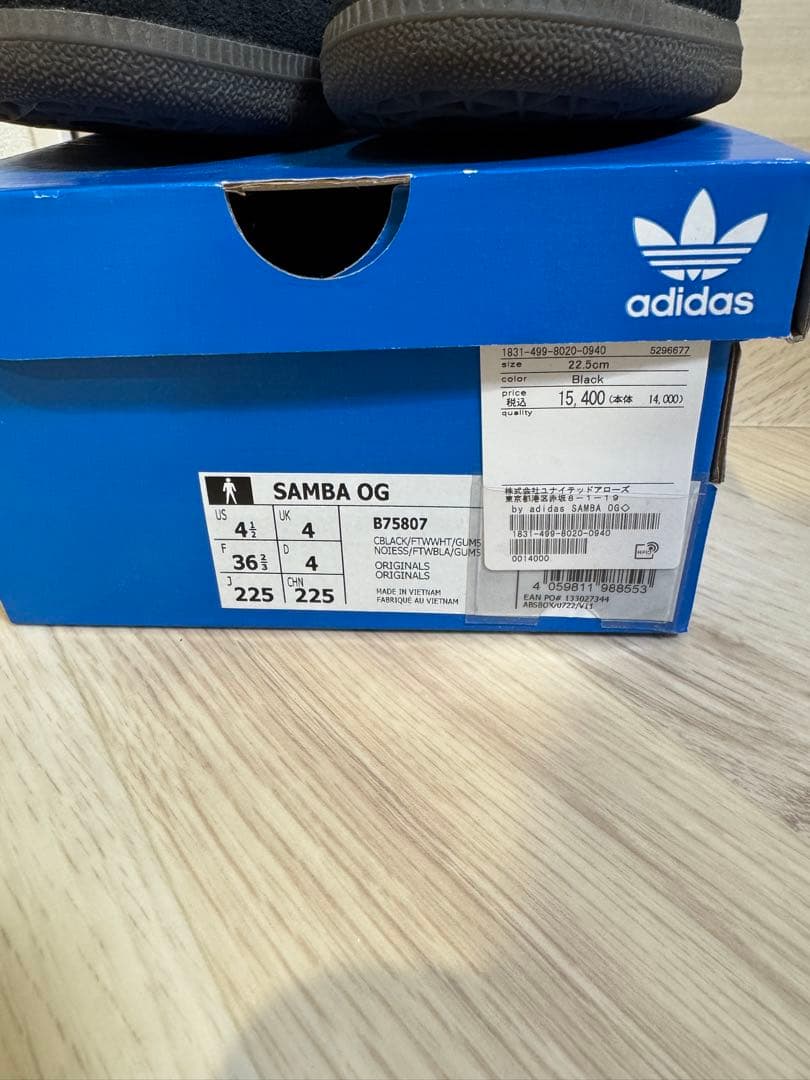 adidas
1831-499-8020-0940 5296677
size 22.5cm
color Black
price 税込 15,400 (本体 14,000)
quality
株式会社ユナイテッドアローズ
東京都港区赤坂8-1-19
by adidas SAMBA OG◇
1831-499-8020-0940
0014000
SAMBA OG
US 4½ UK 4
F 36⅔ D 4
J 225 CHN 225
B75807
CBLACK/FTWWHT/GUM5
NOIESS/FTWBLA/GUM5
ORIGINALS
ORIGINALS
MADE IN VIETNAM
FABRIQUÉ AU VIETNAM
4 059811 988553
EAN PO# 133027344
ABSBOX/0722/V11